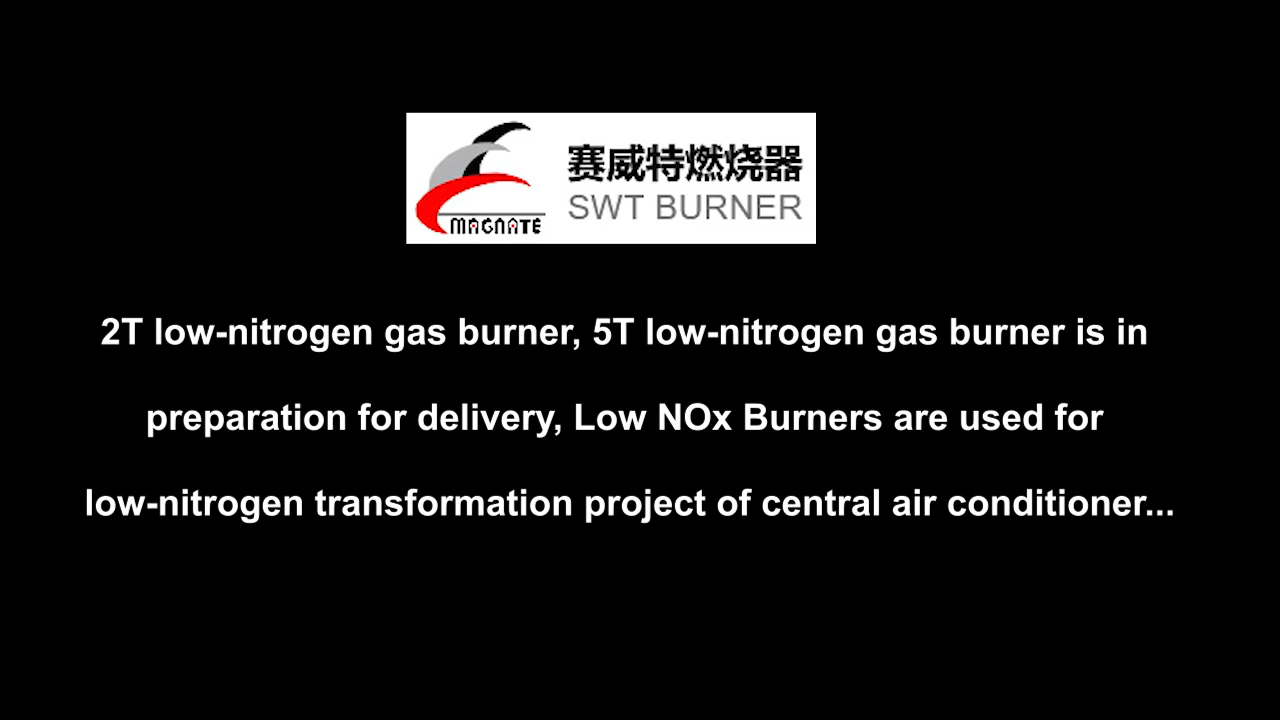 赛威特燃烧器
SWT BURNER
MAGNATE
2T low-nitrogen gas burner, 5T low-nitrogen gas burner is in
preparation for delivery, Low NOx Burners are used for
low-nitrogen transformation project of central air conditioner...